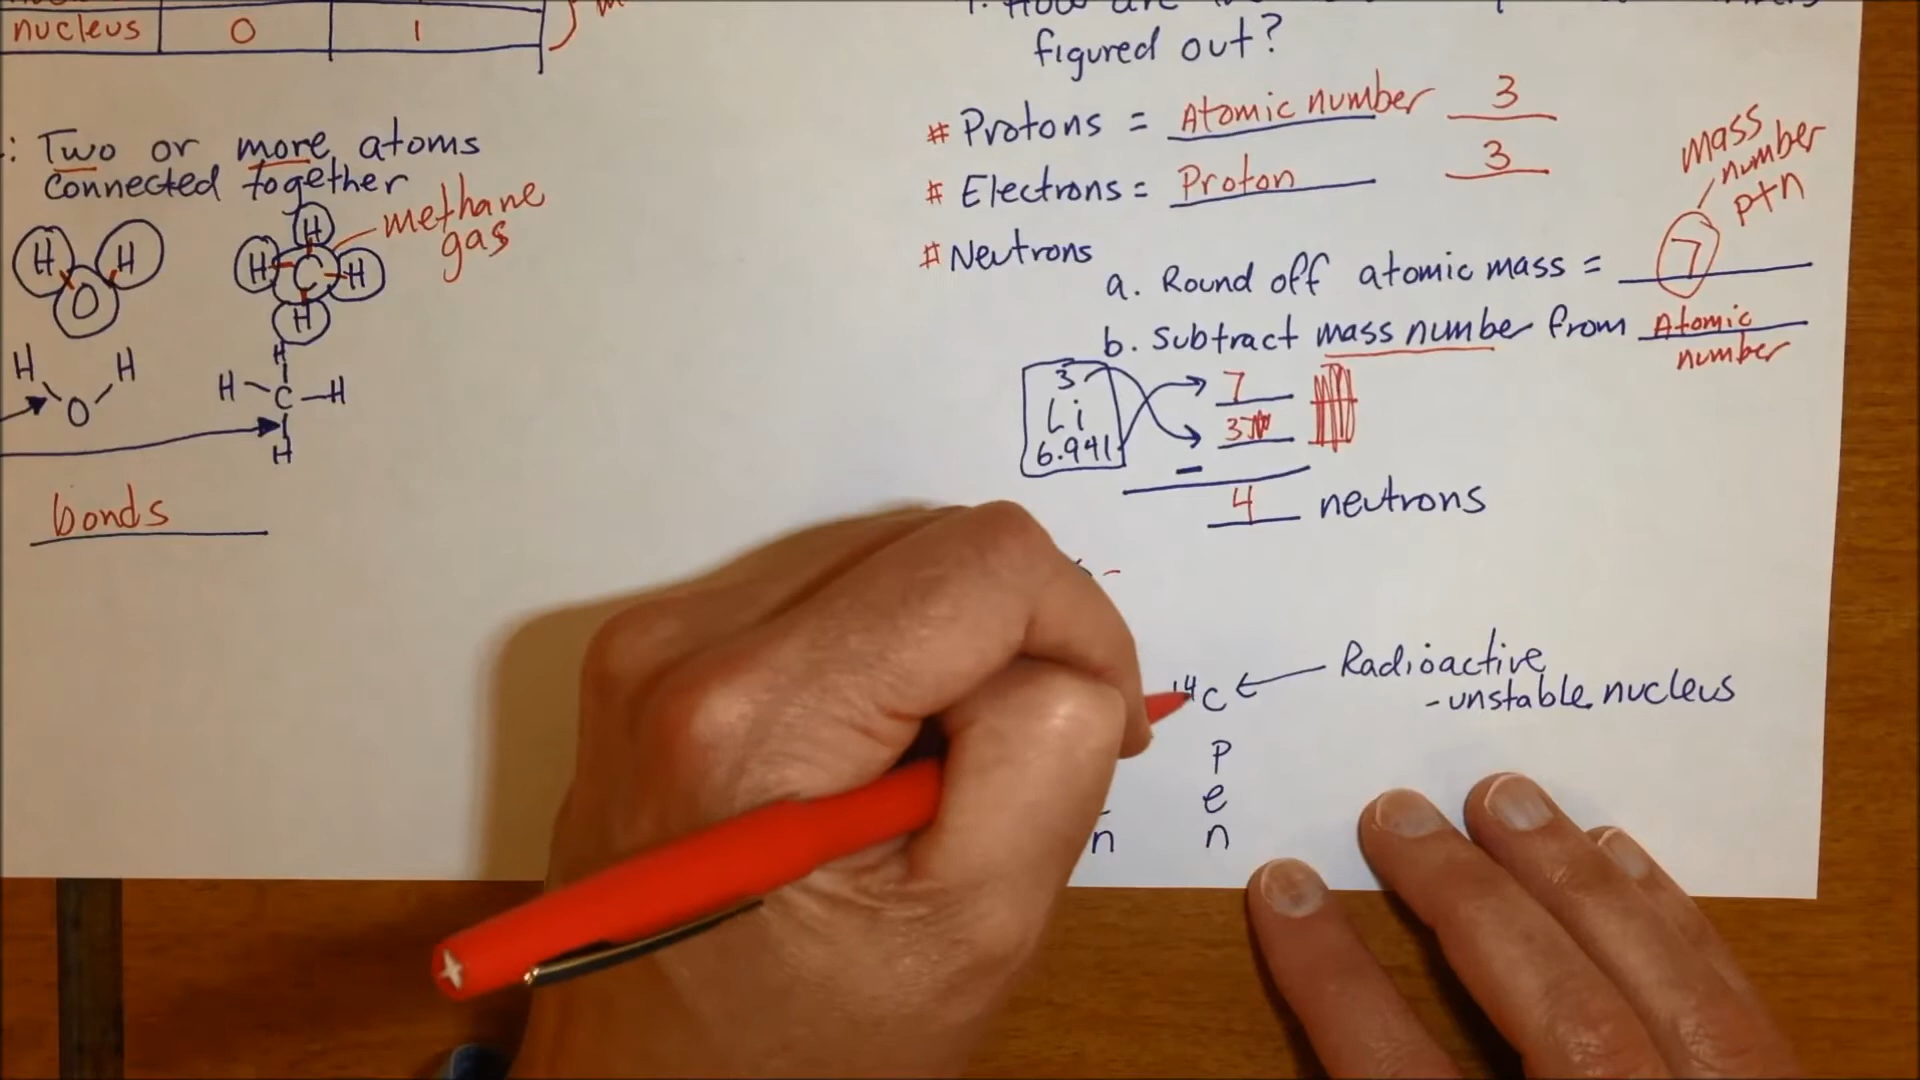 nucleus 0 1
figured out?
# Protons = Atomic number 3
# Electrons = Proton 3
# Neutrons
mass
number
p+n
a. Round off atomic mass = 7
b. Subtract mass number from Atomic
number
3
Li
6.941
7
3
-
4 neutrons
: Two or more atoms
connected together
methane
gas
H H
O
H
H C H
H
H H
O
H
H-C-H
H
bonds
14C
Radioactive
-unstable nucleus
p
e
n
n